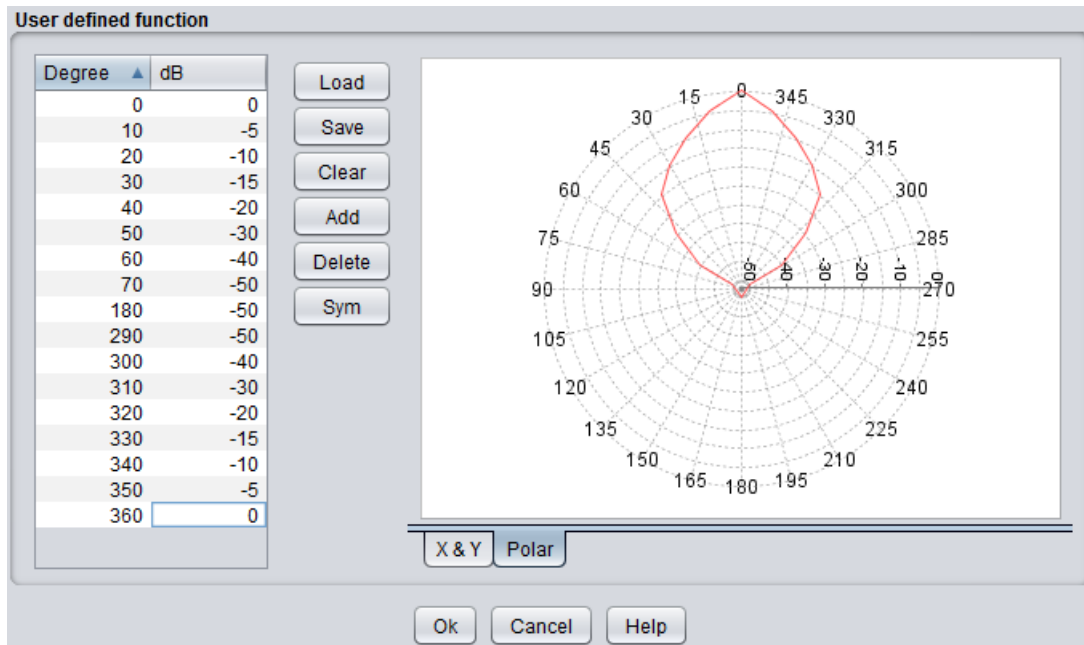 User defined function
Degree dB
0 0
10 -5
20 -10
30 -15
40 -20
50 -30
60 -40
70 -50
180 -50
290 -50
300 -40
310 -30
320 -20
330 -15
340 -10
350 -5
360 0
Load
Save
Clear
Add
Delete
Sym
0
15 345
30 330
45 315
60 300
75 285
90 270
-50 -40 -30 -20 -10 0
105 255
120 240
135 225
150 210
165 195
180
X & Y Polar
Ok Cancel Help